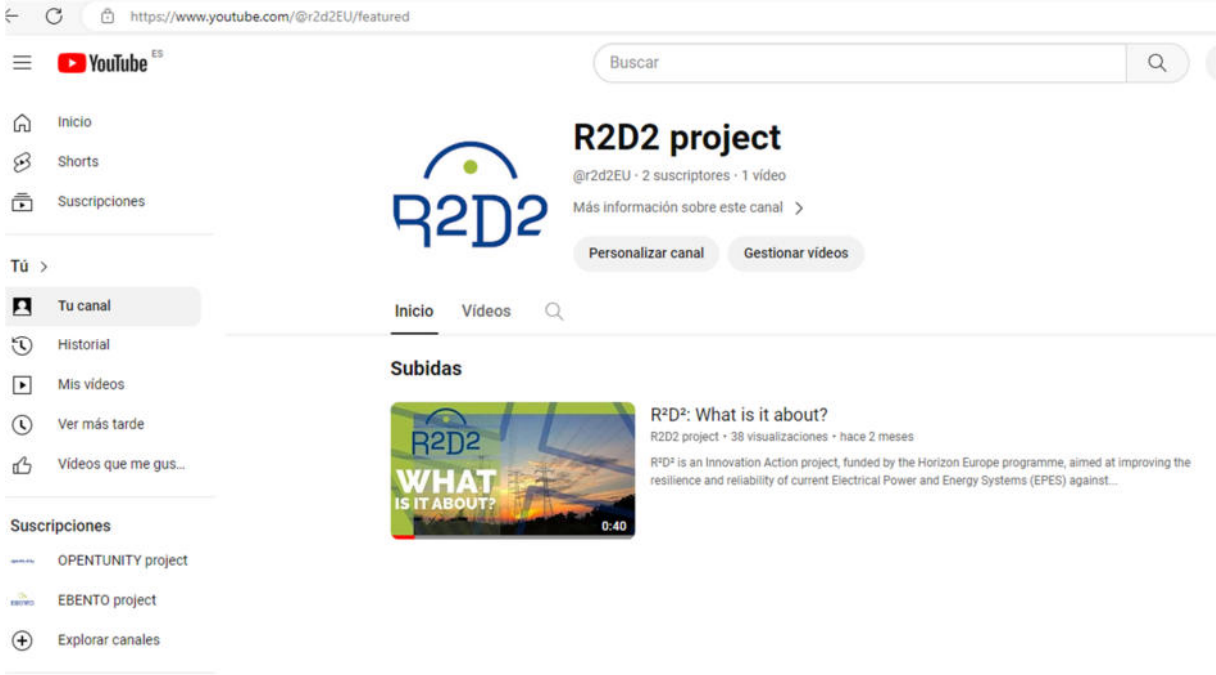 https://www.youtube.com/@r2d2EU/featured
YouTube ES
Buscar
Inicio
Shorts
Suscripciones
Tú
Tu canal
Historial
Mis vídeos
Ver más tarde
Vídeos que me gus...
Suscripciones
OPENTUNITY project
EBENTO project
Explorar canales
R2D2
R2D2 project
@r2d2EU · 2 suscriptores · 1 vídeo
Más información sobre este canal
Personalizar canal
Gestionar vídeos
Inicio
Vídeos
Subidas
R2D2
WHAT
IS IT ABOUT?
0:40
R²D²: What is it about?
R2D2 project • 38 visualizaciones • hace 2 meses
R²D² is an Innovation Action project, funded by the Horizon Europe programme, aimed at improving the
resilience and reliability of current Electrical Power and Energy Systems (EPES) against...